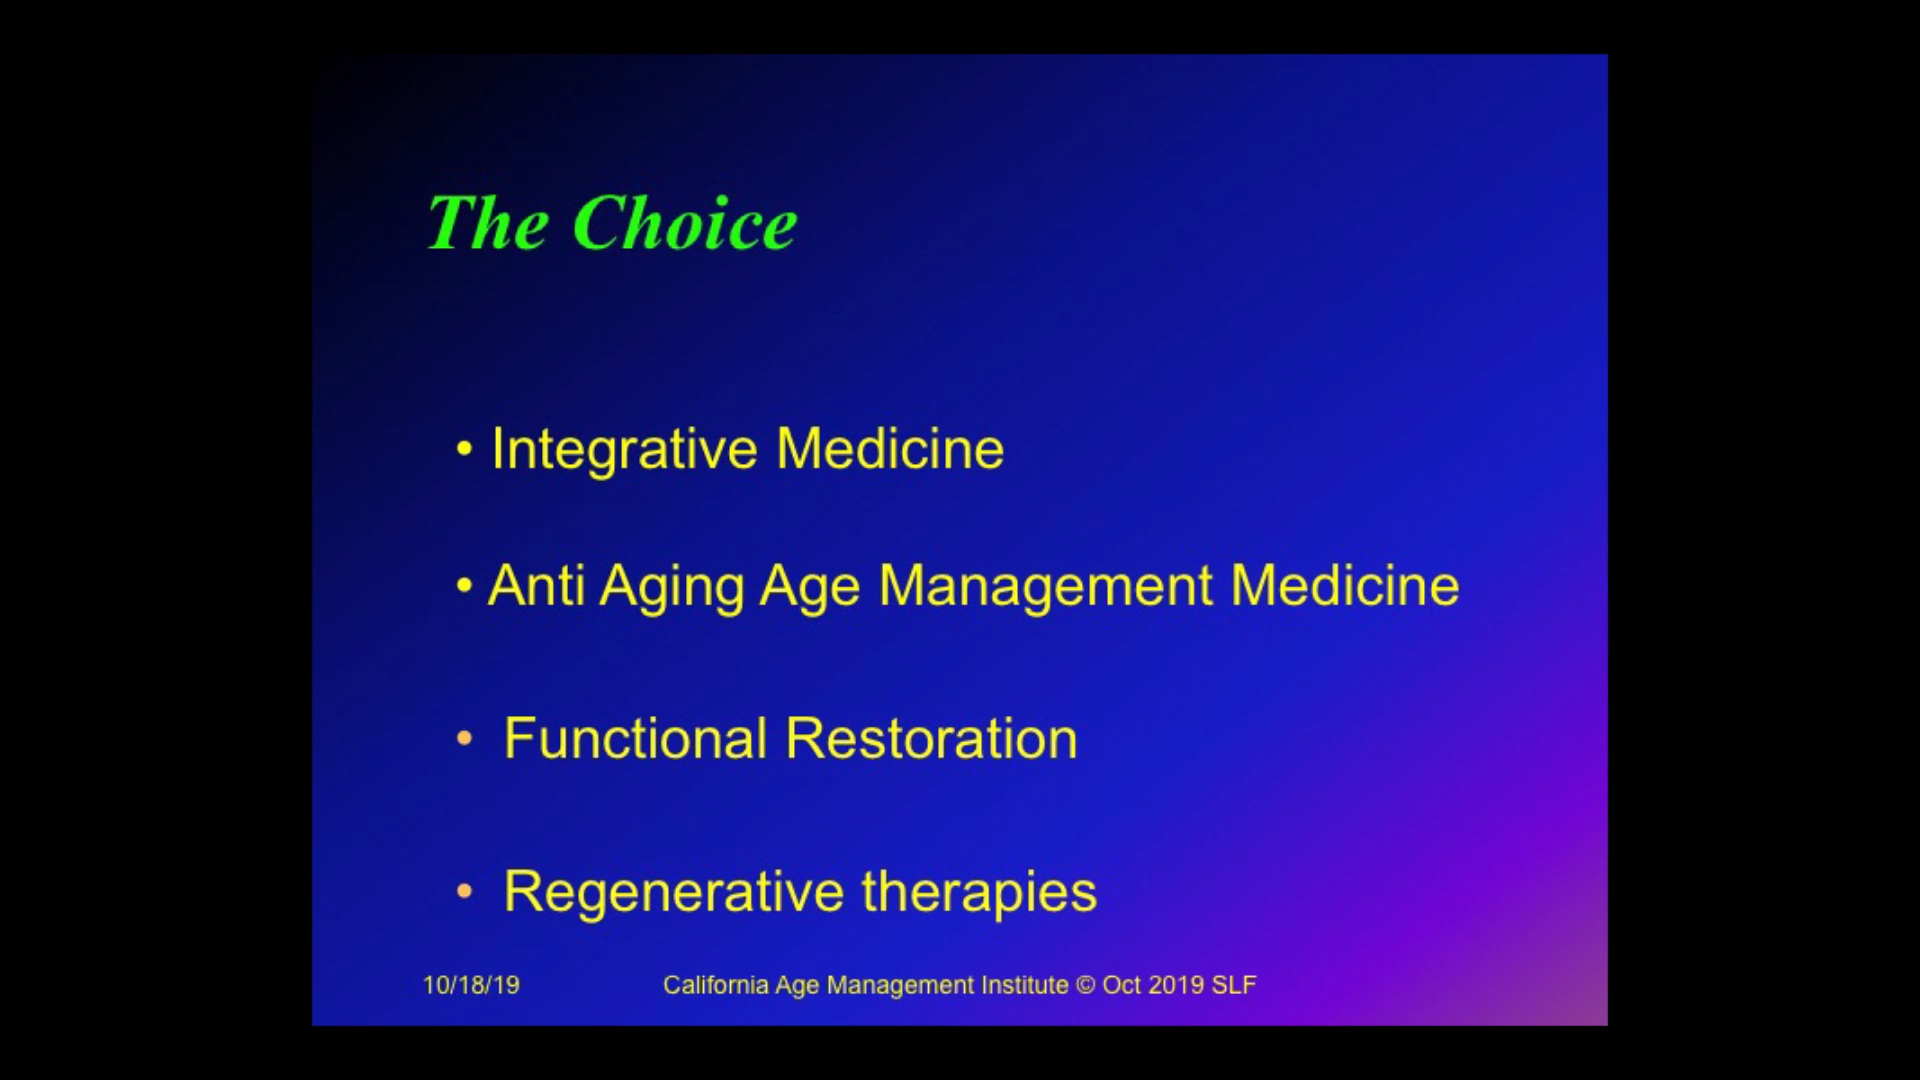 The Choice
• Integrative Medicine
• Anti Aging Age Management Medicine
• Functional Restoration
• Regenerative therapies
10/18/19 California Age Management Institute © Oct 2019 SLF